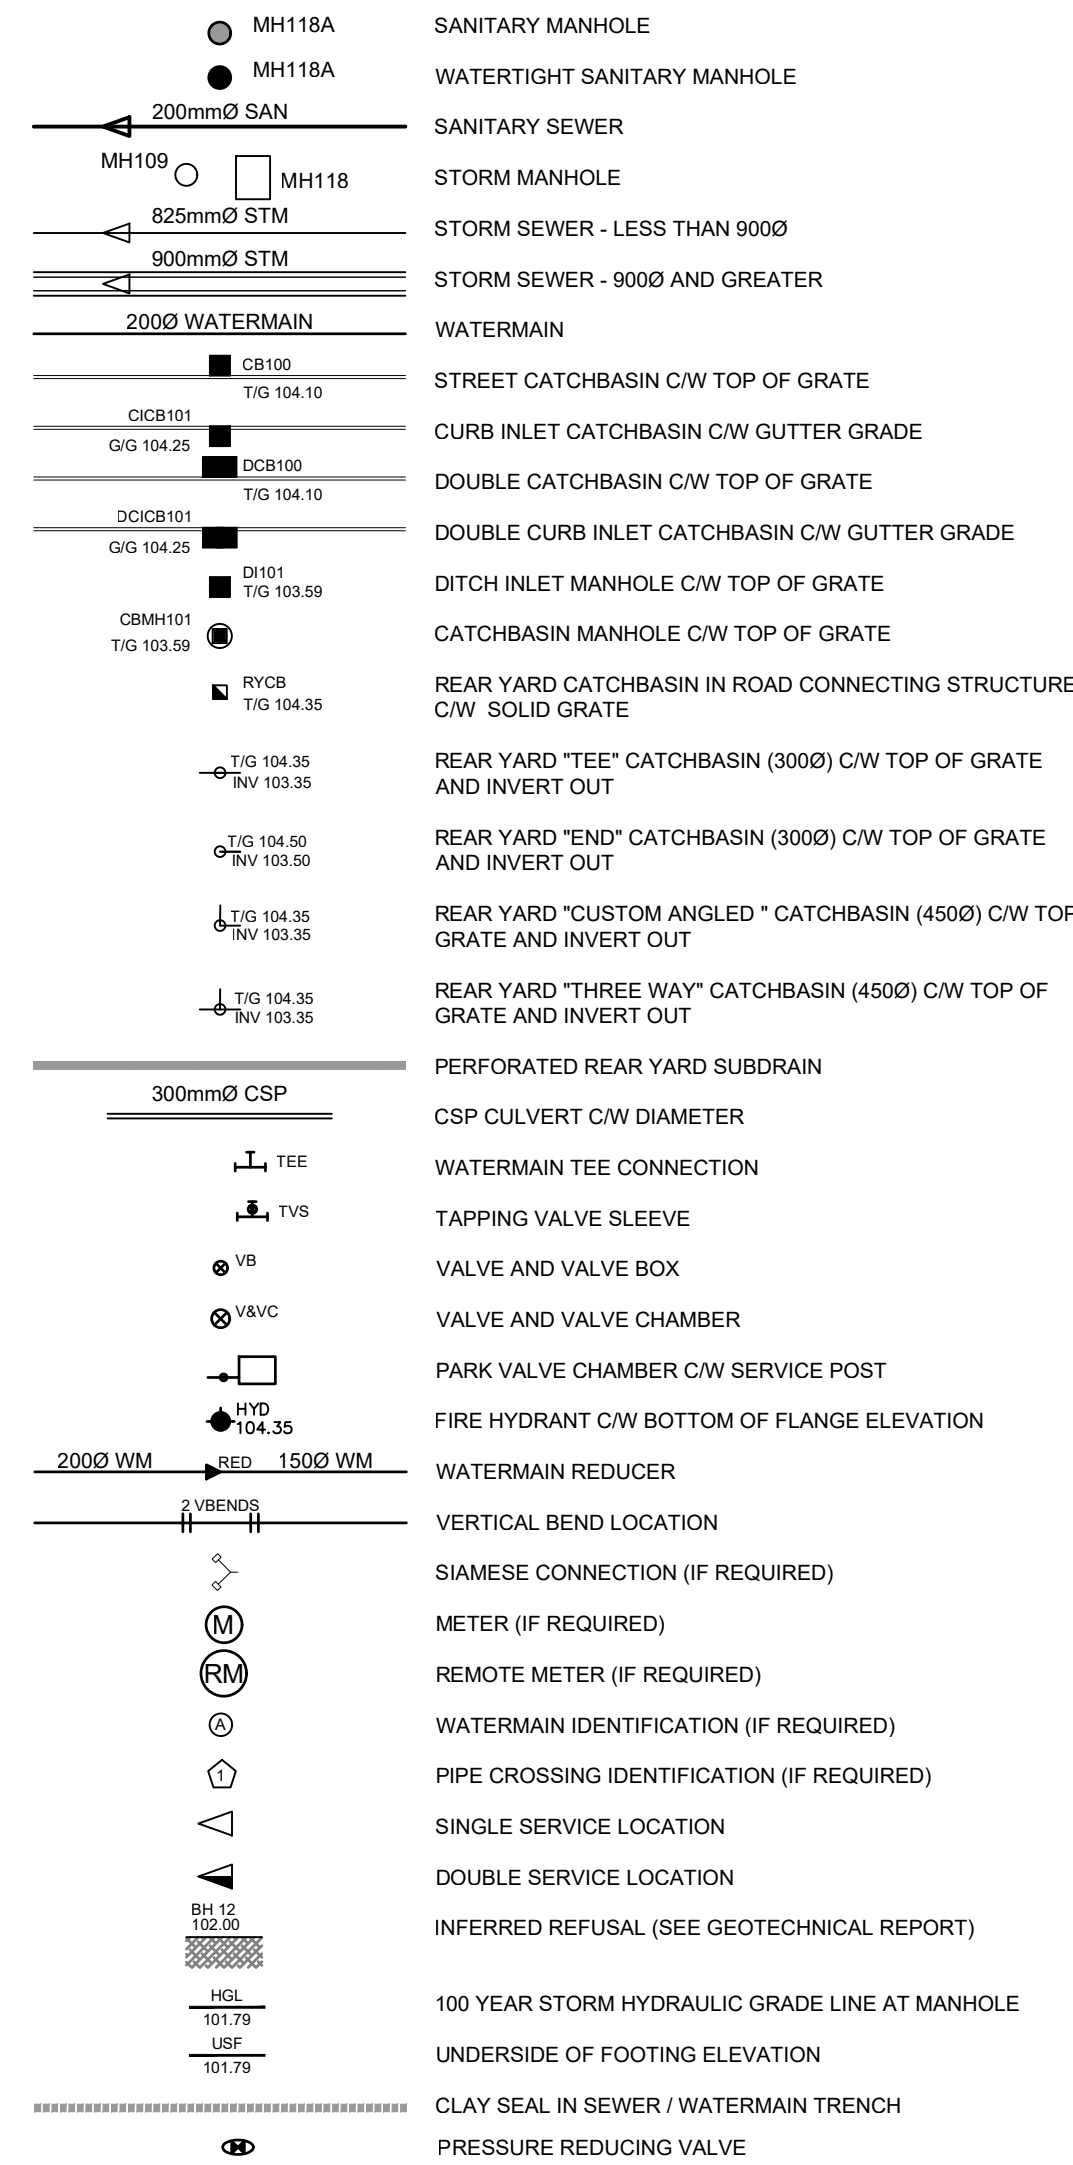 MH118A SANITARY MANHOLE
MH118A WATERTIGHT SANITARY MANHOLE
200mmØ SAN SANITARY SEWER
MH109 MH118 STORM MANHOLE
825mmØ STM STORM SEWER - LESS THAN 900Ø
900mmØ STM STORM SEWER - 900Ø AND GREATER
200Ø WATERMAIN WATERMAIN
CB100
T/G 104.10
STREET CATCHBASIN C/W TOP OF GRATE
CICB101
G/G 104.25
CURB INLET CATCHBASIN C/W GUTTER GRADE
DCB100
T/G 104.10
DOUBLE CATCHBASIN C/W TOP OF GRATE
DCICB101
G/G 104.25
DOUBLE CURB INLET CATCHBASIN C/W GUTTER GRADE
DI101
T/G 103.59
DITCH INLET MANHOLE C/W TOP OF GRATE
CBMH101
T/G 103.59
CATCHBASIN MANHOLE C/W TOP OF GRATE
RYCB
T/G 104.35
REAR YARD CATCHBASIN IN ROAD CONNECTING STRUCTURE
C/W SOLID GRATE
T/G 104.35
INV 103.35
REAR YARD "TEE" CATCHBASIN (300Ø) C/W TOP OF GRATE
AND INVERT OUT
T/G 104.50
INV 103.50
REAR YARD "END" CATCHBASIN (300Ø) C/W TOP OF GRATE
AND INVERT OUT
T/G 104.35
INV 103.35
REAR YARD "CUSTOM ANGLED " CATCHBASIN (450Ø) C/W TOP
GRATE AND INVERT OUT
T/G 104.35
INV 103.35
REAR YARD "THREE WAY" CATCHBASIN (450Ø) C/W TOP OF
GRATE AND INVERT OUT
PERFORATED REAR YARD SUBDRAIN
300mmØ CSP CSP CULVERT C/W DIAMETER
TEE WATERMAIN TEE CONNECTION
TVS TAPPING VALVE SLEEVE
VB VALVE AND VALVE BOX
V&VC VALVE AND VALVE CHAMBER
PARK VALVE CHAMBER C/W SERVICE POST
HYD
104.35
FIRE HYDRANT C/W BOTTOM OF FLANGE ELEVATION
200Ø WM RED 150Ø WM WATERMAIN REDUCER
2 VBENDS VERTICAL BEND LOCATION
SIAMESE CONNECTION (IF REQUIRED)
M METER (IF REQUIRED)
RM REMOTE METER (IF REQUIRED)
A WATERMAIN IDENTIFICATION (IF REQUIRED)
1 PIPE CROSSING IDENTIFICATION (IF REQUIRED)
SINGLE SERVICE LOCATION
DOUBLE SERVICE LOCATION
BH 12
102.00
INFERRED REFUSAL (SEE GEOTECHNICAL REPORT)
HGL
101.79
100 YEAR STORM HYDRAULIC GRADE LINE AT MANHOLE
USF
101.79
UNDERSIDE OF FOOTING ELEVATION
CLAY SEAL IN SEWER / WATERMAIN TRENCH
PRESSURE REDUCING VALVE